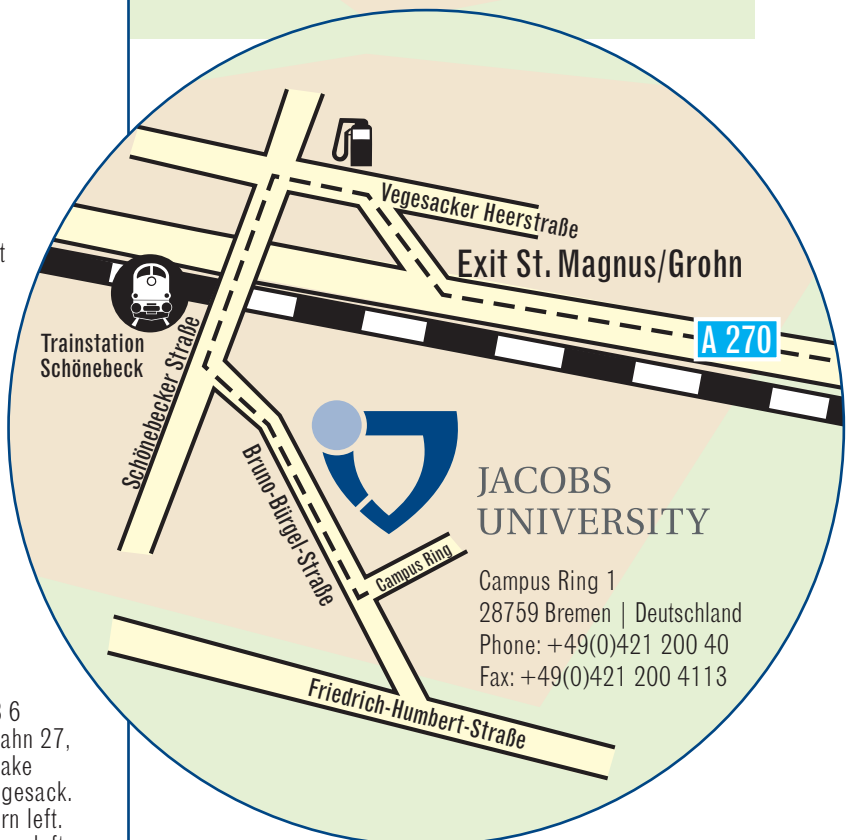 Vegesacker Heerstraße
Exit St. Magnus/Grohn
A 270
Trainstation
Schönebeck
Schönebecker Straße
Bruno-Bürgel-Straße
Campus Ring
JACOBS
UNIVERSITY
Campus Ring 1
28759 Bremen | Deutschland
Phone: +49(0)421 200 40
Fax: +49(0)421 200 4113
Friedrich-Humbert-Straße
6
ahn 27,
ake
gesack.
rn left.